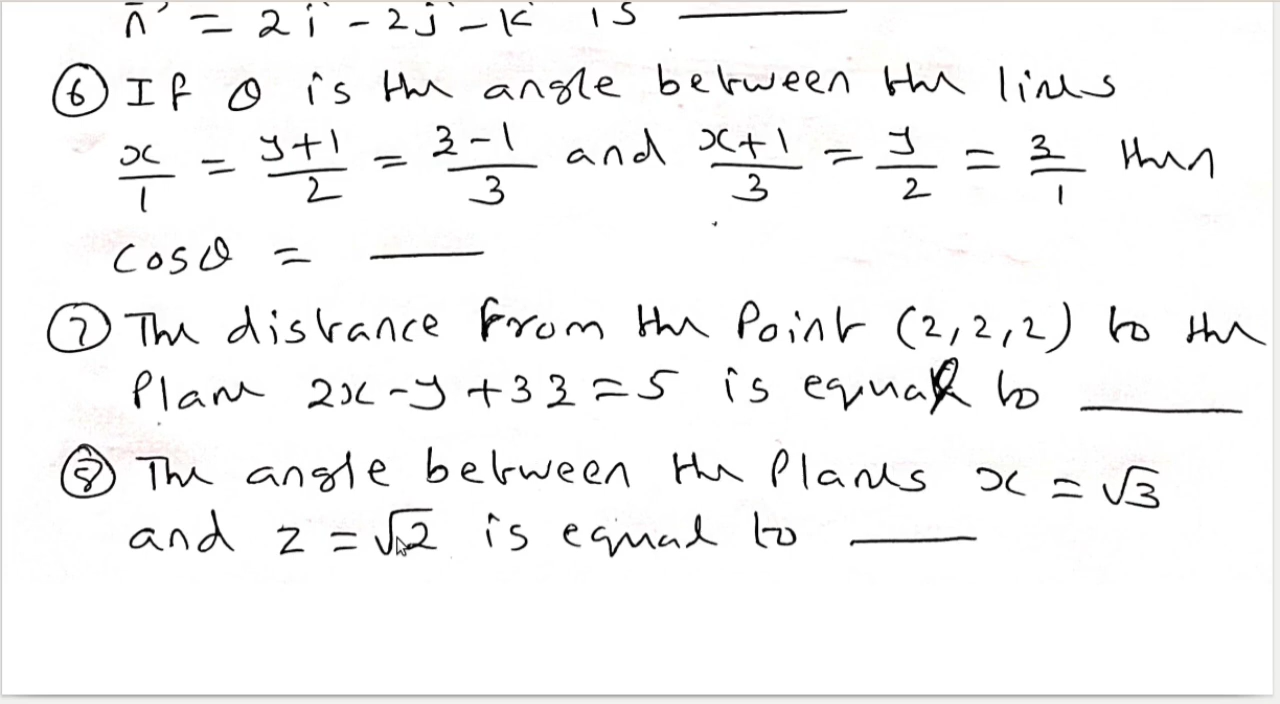 n̄ = 2i - 2j - k is ____
⑥ If θ is the angle between the lines
x/1 = (y+1)/2 = (z-1)/3 and (x+1)/3 = y/2 = z/1 then
cosθ = ____
⑦ The distance from the Point (2,2,2) to the
Plane 2x - y + 3z = 5 is equal to ____
⑧ The angle between the Planes x = √3
and z = √2 is equal to ____